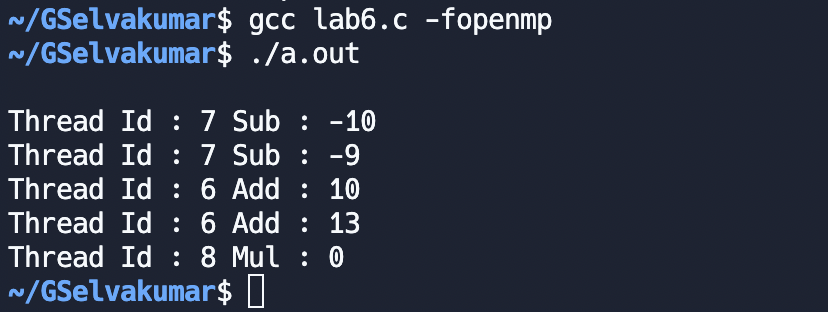 ~/GSelvakumar$ gcc lab6.c -fopenmp
~/GSelvakumar$ ./a.out
Thread Id : 7 Sub : -10
Thread Id : 7 Sub : -9
Thread Id : 6 Add : 10
Thread Id : 6 Add : 13
Thread Id : 8 Mul : 0
~/GSelvakumar$